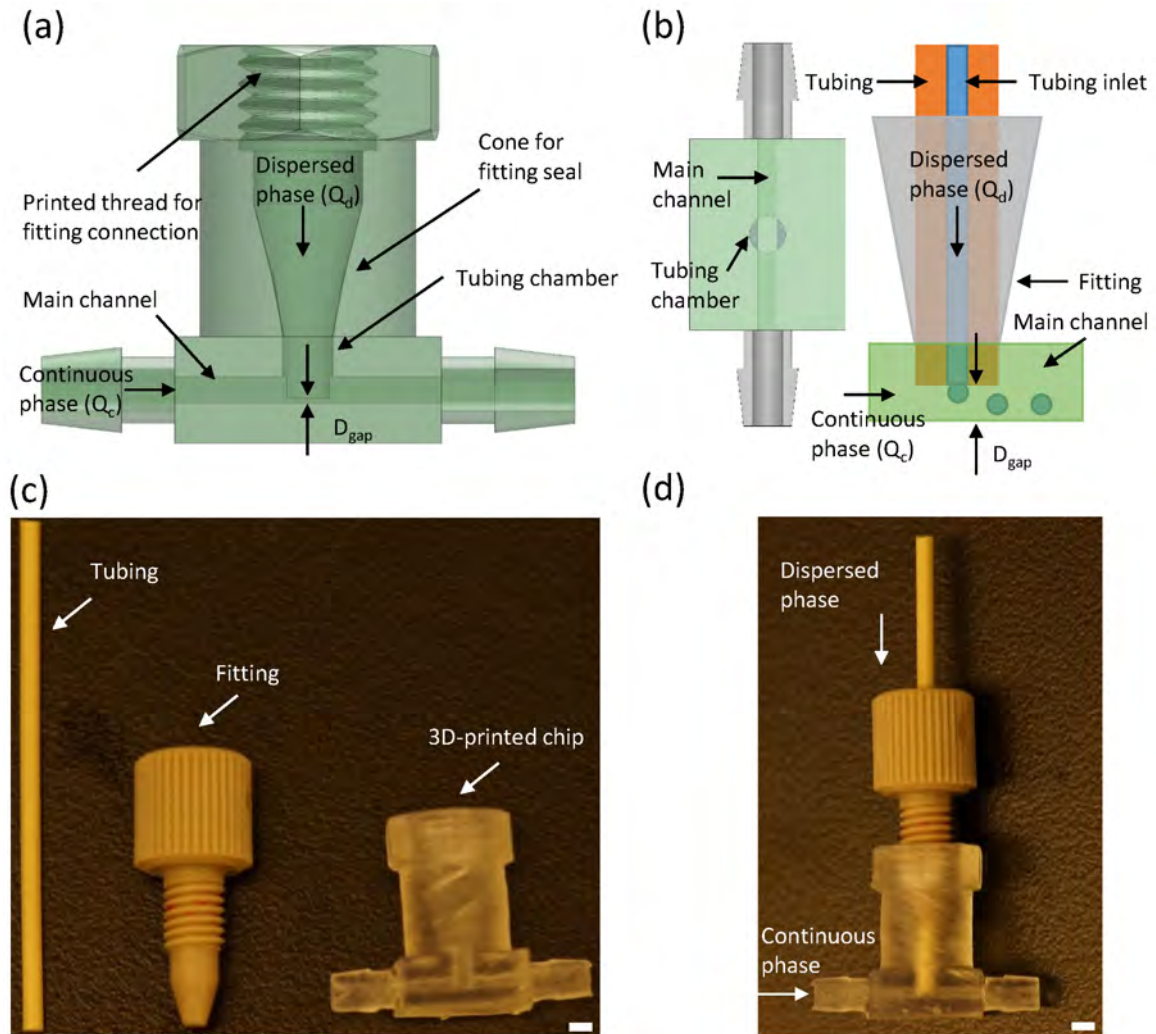 (a)
Printed thread for
fitting connection
Dispersed
phase (Qd)
Cone for
fitting seal
Tubing chamber
Main channel
Continuous
phase (Qc)
Dgap
(b)
Tubing
Tubing inlet
Main
channel
Dispersed
phase (Qd)
Tubing
chamber
Fitting
Main channel
Continuous
phase (Qc)
Dgap
(c)
Tubing
Fitting
3D-printed chip
(d)
Dispersed
phase
Continuous
phase